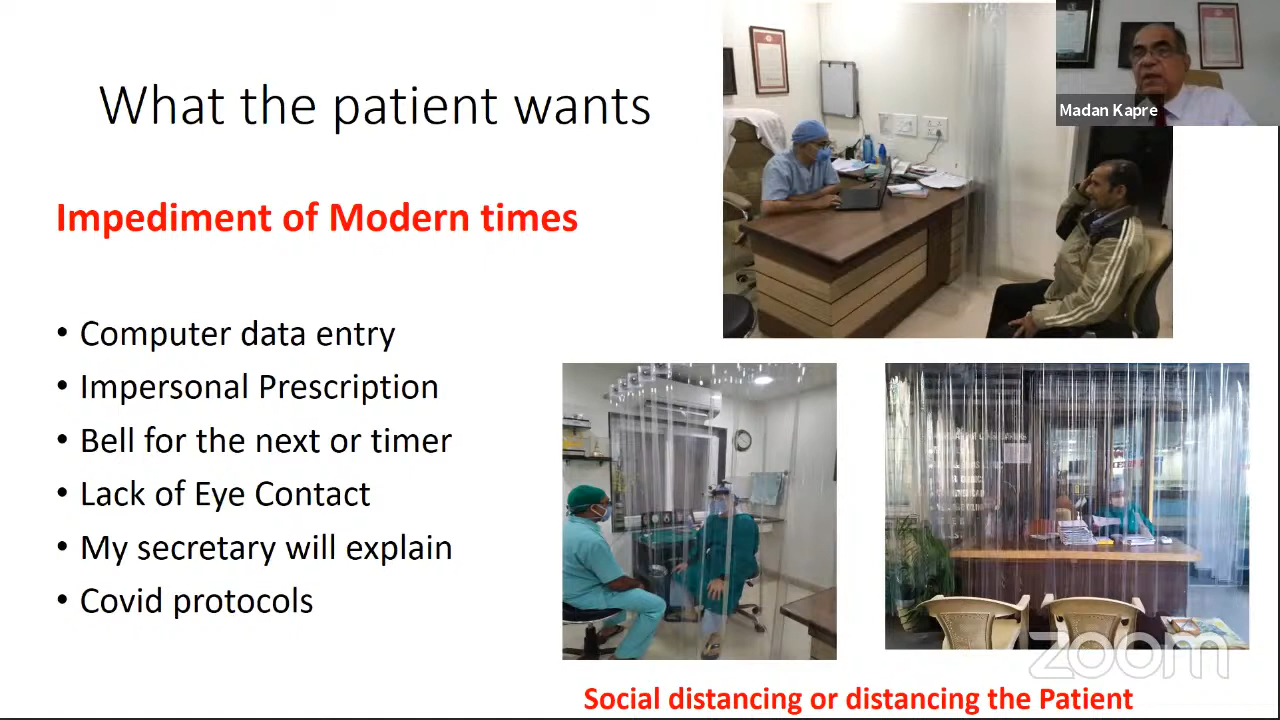 What the patient wants
Madan Kapre
Impediment of Modern times
• Computer data entry
• Impersonal Prescription
• Bell for the next or timer
• Lack of Eye Contact
• My secretary will explain
• Covid protocols
zoom
Social distancing or distancing the Patient